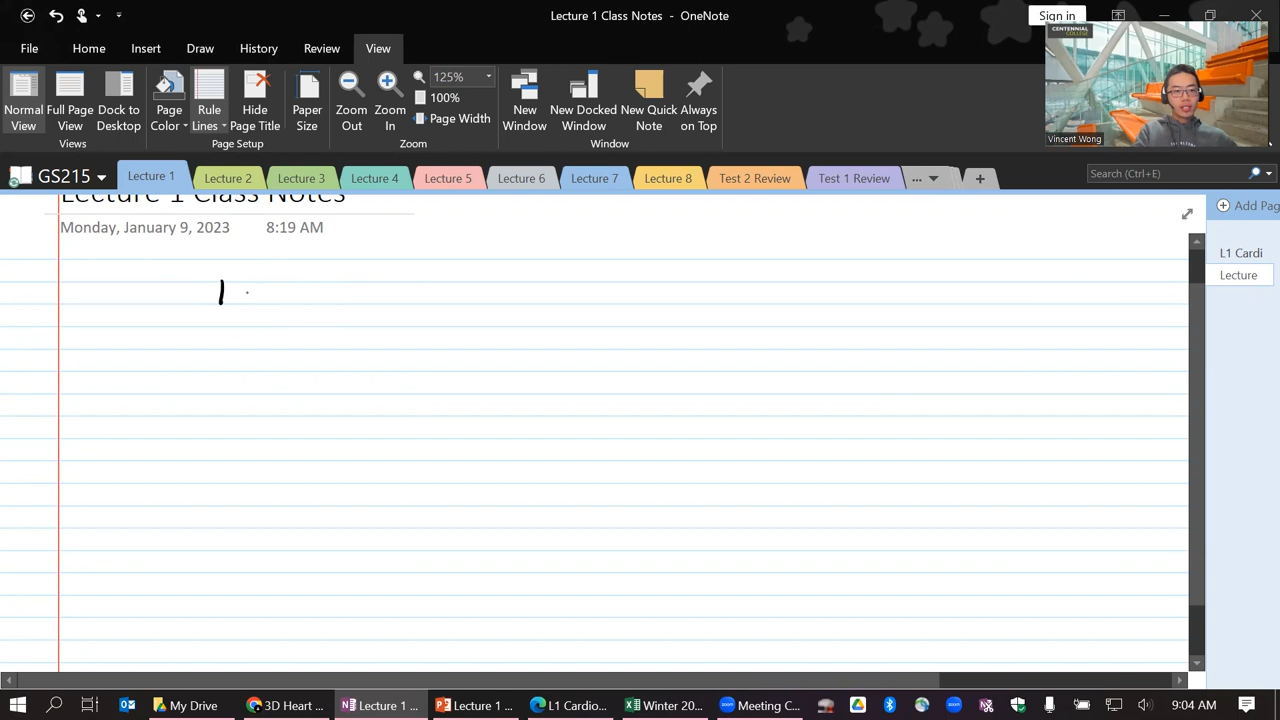 Lecture 1 Class Notes - OneNote
Sign in
CENTENNIAL
COLLEGE
File Home Insert Draw History Review View
Normal View
Full Page View
Dock to Desktop
Page Color
Rule Lines
Hide Page Title
Paper Size
Zoom Out
Zoom In
125%
100%
Page Width
New Window
New Docked Window
New Quick Note
Always on Top
Views
Page Setup
Zoom
Window
Vincent Wong
GS215
Lecture 1 Lecture 2 Lecture 3 Lecture 4 Lecture 5 Lecture 6 Lecture 7 Lecture 8 Test 2 Review Test 1 Review ...
Search (Ctrl+E)
Lecture 1 Class Notes
Monday, January 9, 2023 8:19 AM
Add Pag
L1 Cardi
Lecture
My Drive
3D Heart ...
Lecture 1 ...
Lecture 1 ...
Cardio...
Winter 20...
Meeting C...
9:04 AM